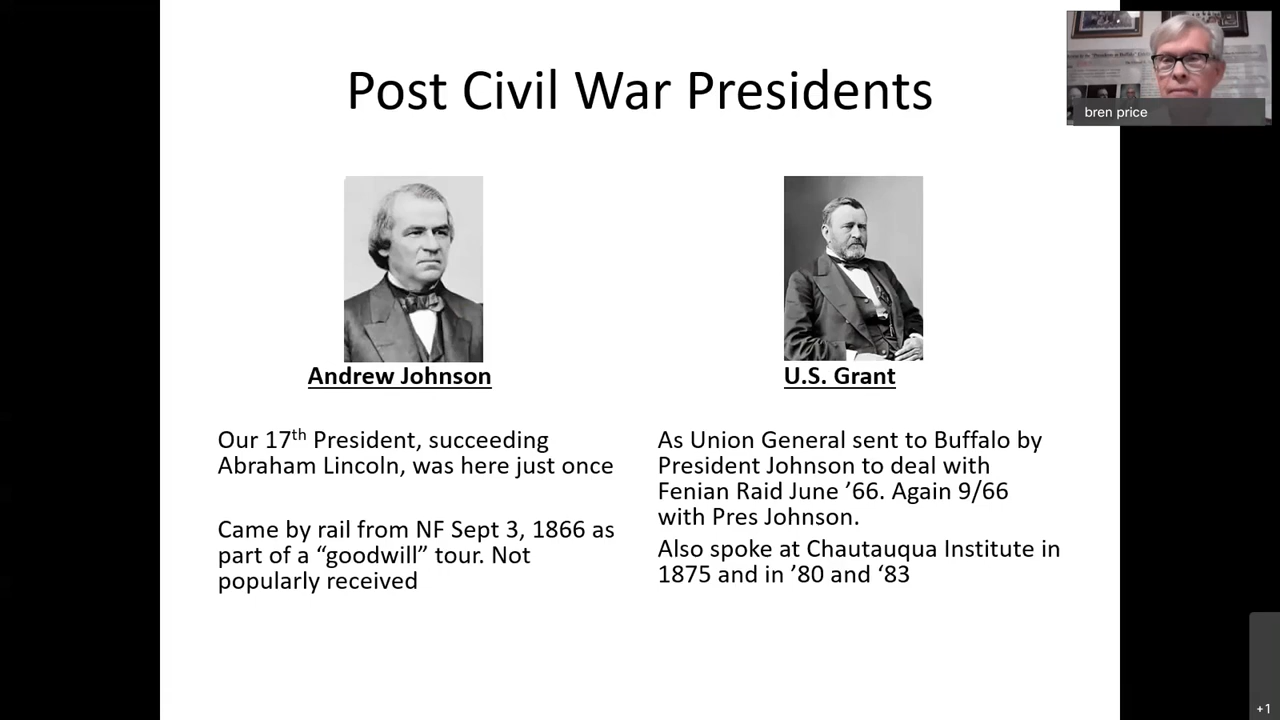 Post Civil War Presidents
bren price
Andrew Johnson
Our 17th President, succeeding
Abraham Lincoln, was here just once
Came by rail from NF Sept 3, 1866 as
part of a “goodwill” tour. Not
popularly received
U.S. Grant
As Union General sent to Buffalo by
President Johnson to deal with
Fenian Raid June ’66. Again 9/66
with Pres Johnson.
Also spoke at Chautauqua Institute in
1875 and in ’80 and ‘83
+1